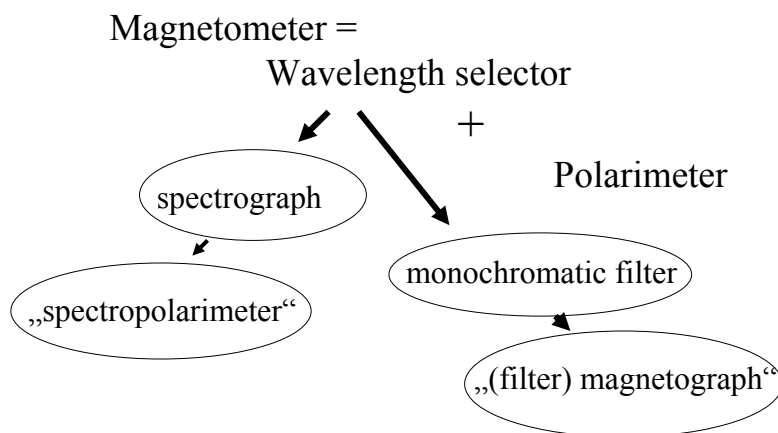 Magnetometer =
Wavelength selector
+
Polarimeter
spectrograph
monochromatic filter
„spectropolarimeter“
„(filter) magnetograph“